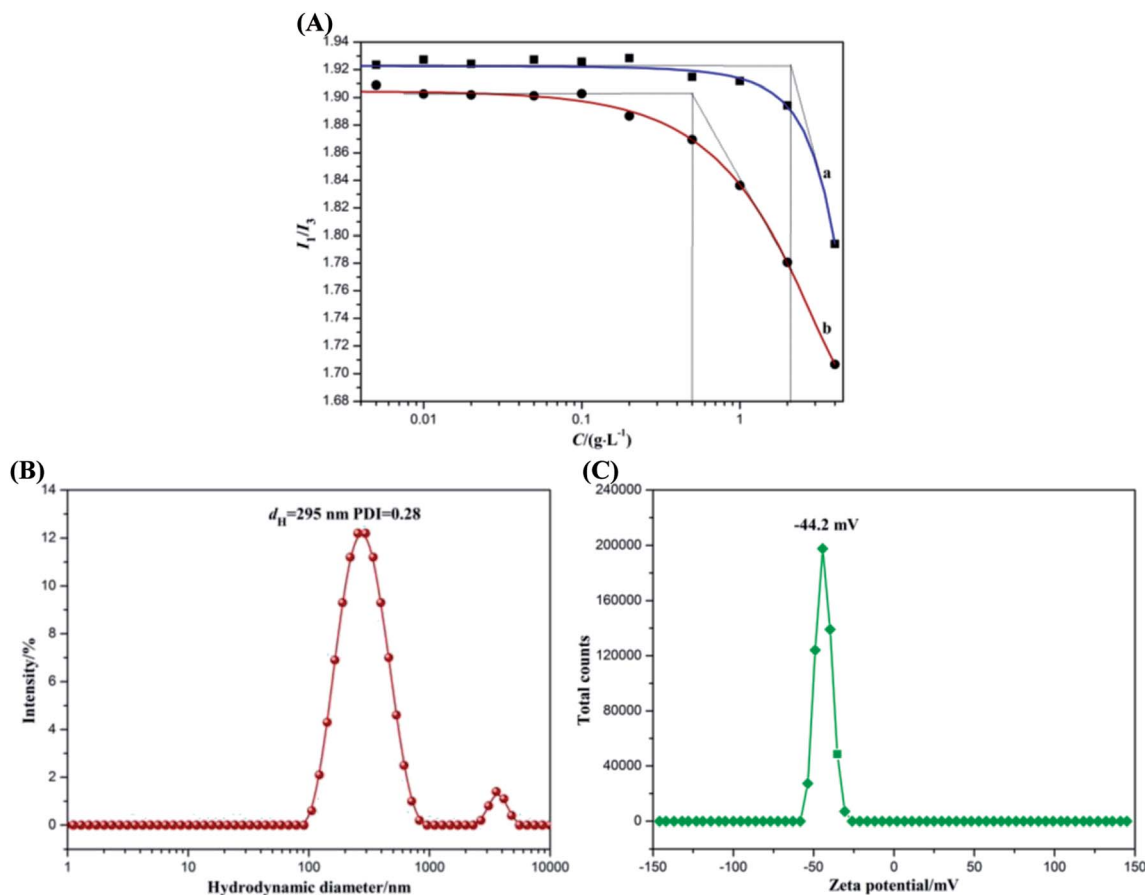 (A)
1.94
1.92
1.90
1.88
1.86
1.84
1.82
1.80
1.78
1.76
1.74
1.72
1.70
1.68
I₁/I₃
a
b
0.01 0.1 1
C/(g·L⁻¹)
(B)
14
12
10
8
6
4
2
0
Intensity/%
d_H=295 nm PDI=0.28
1 10 100 1000 10000
Hydrodynamic diameter/nm
(C)
240000
200000
160000
120000
80000
40000
0
Total counts
-44.2 mV
-150 -100 -50 0 50 100 150
Zeta potential/mV